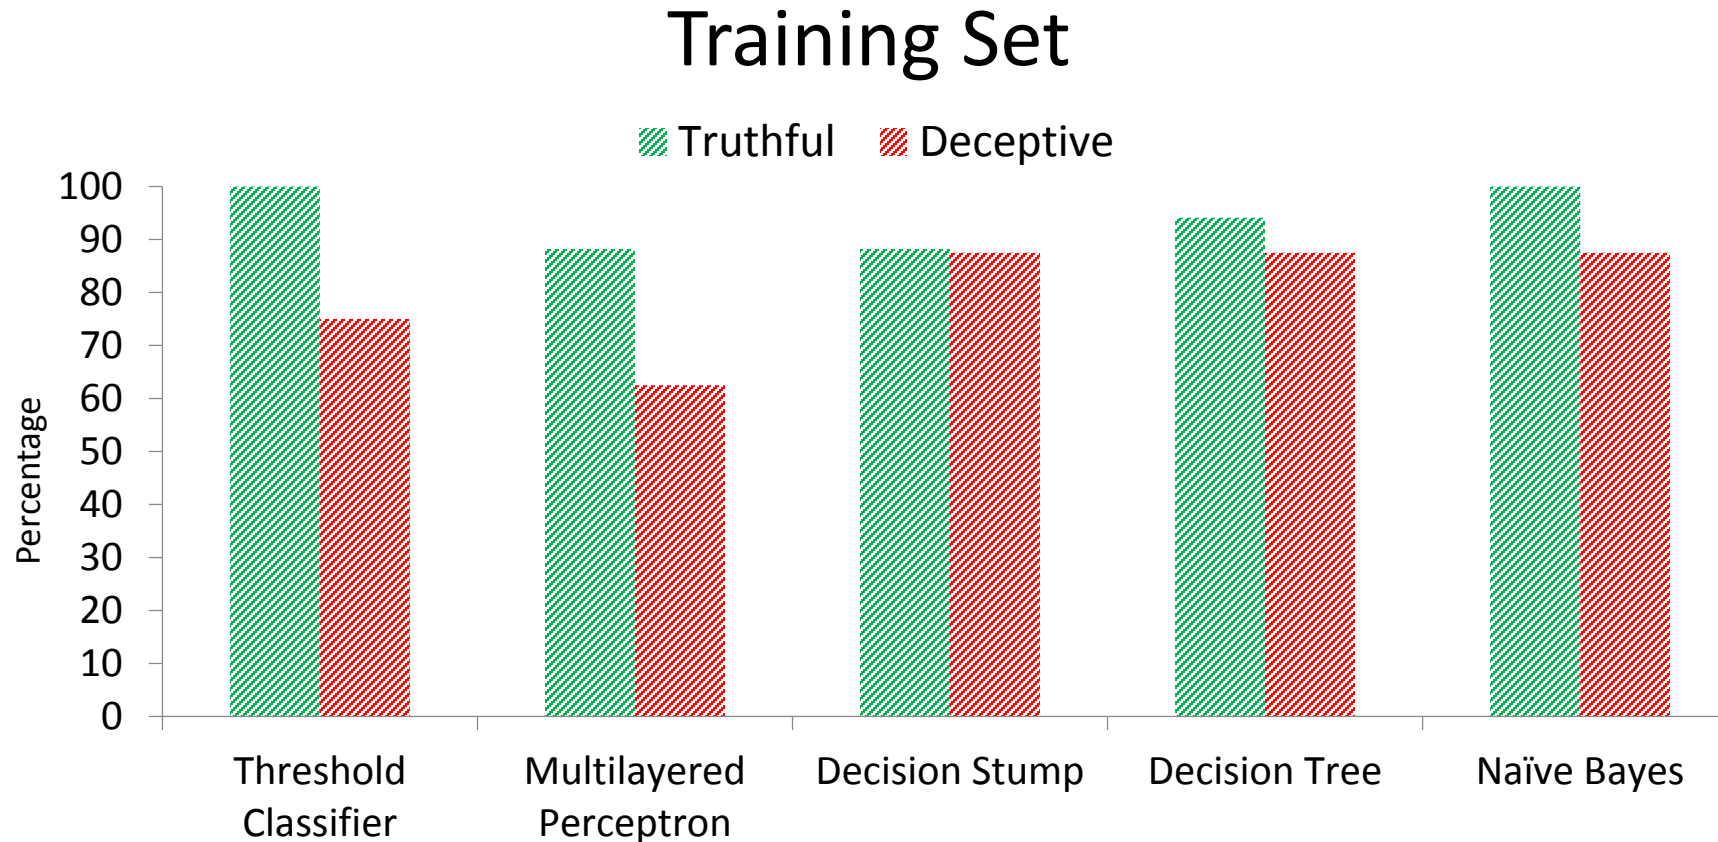 Training Set
Truthful Deceptive
100
90
80
70
60
50
40
30
20
10
0
Percentage
Threshold
Classifier
Multilayered
Perceptron
Decision Stump
Decision Tree
Naïve Bayes